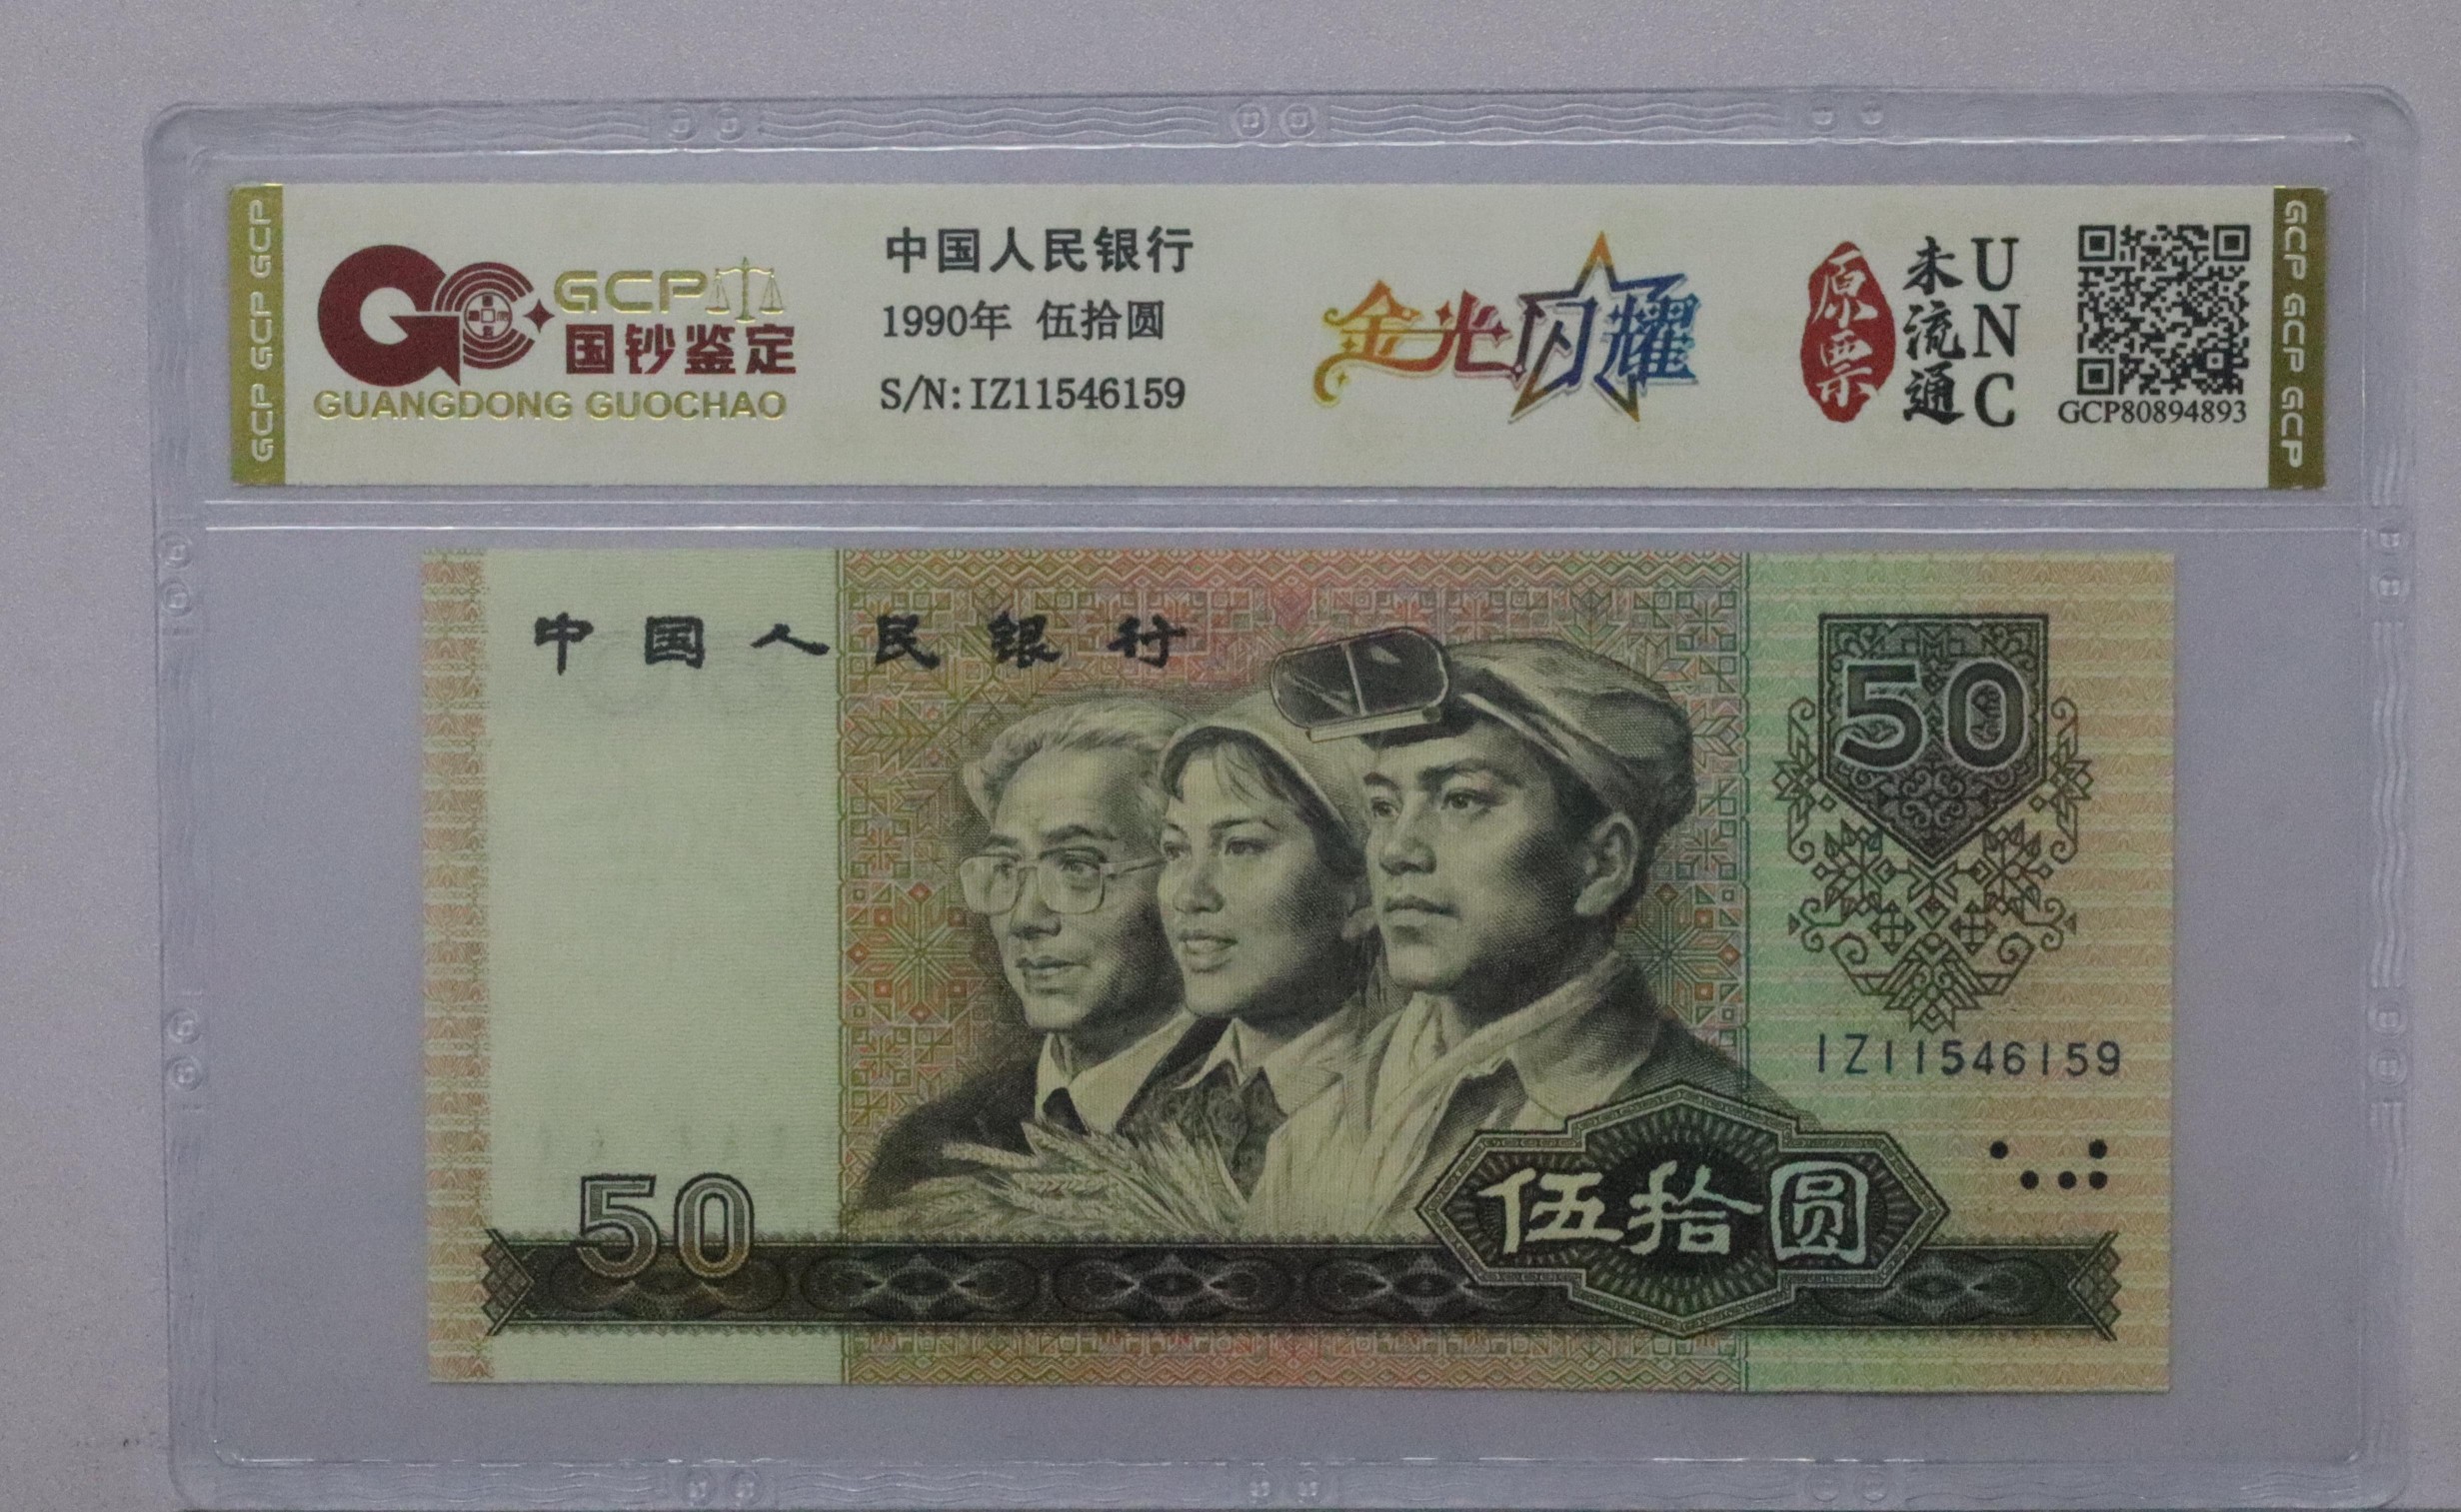 GCP GCP GCP
GCP
国钞鉴定
GUANGDONG GUOCHAO
中国人民银行
1990年 伍拾圆
S/N:IZ11546159
金光闪耀
原票
未流通
UNC
GCP80894893
GCP GCP GCP
中国人民银行
50
IZ11546159
50
伍拾圆